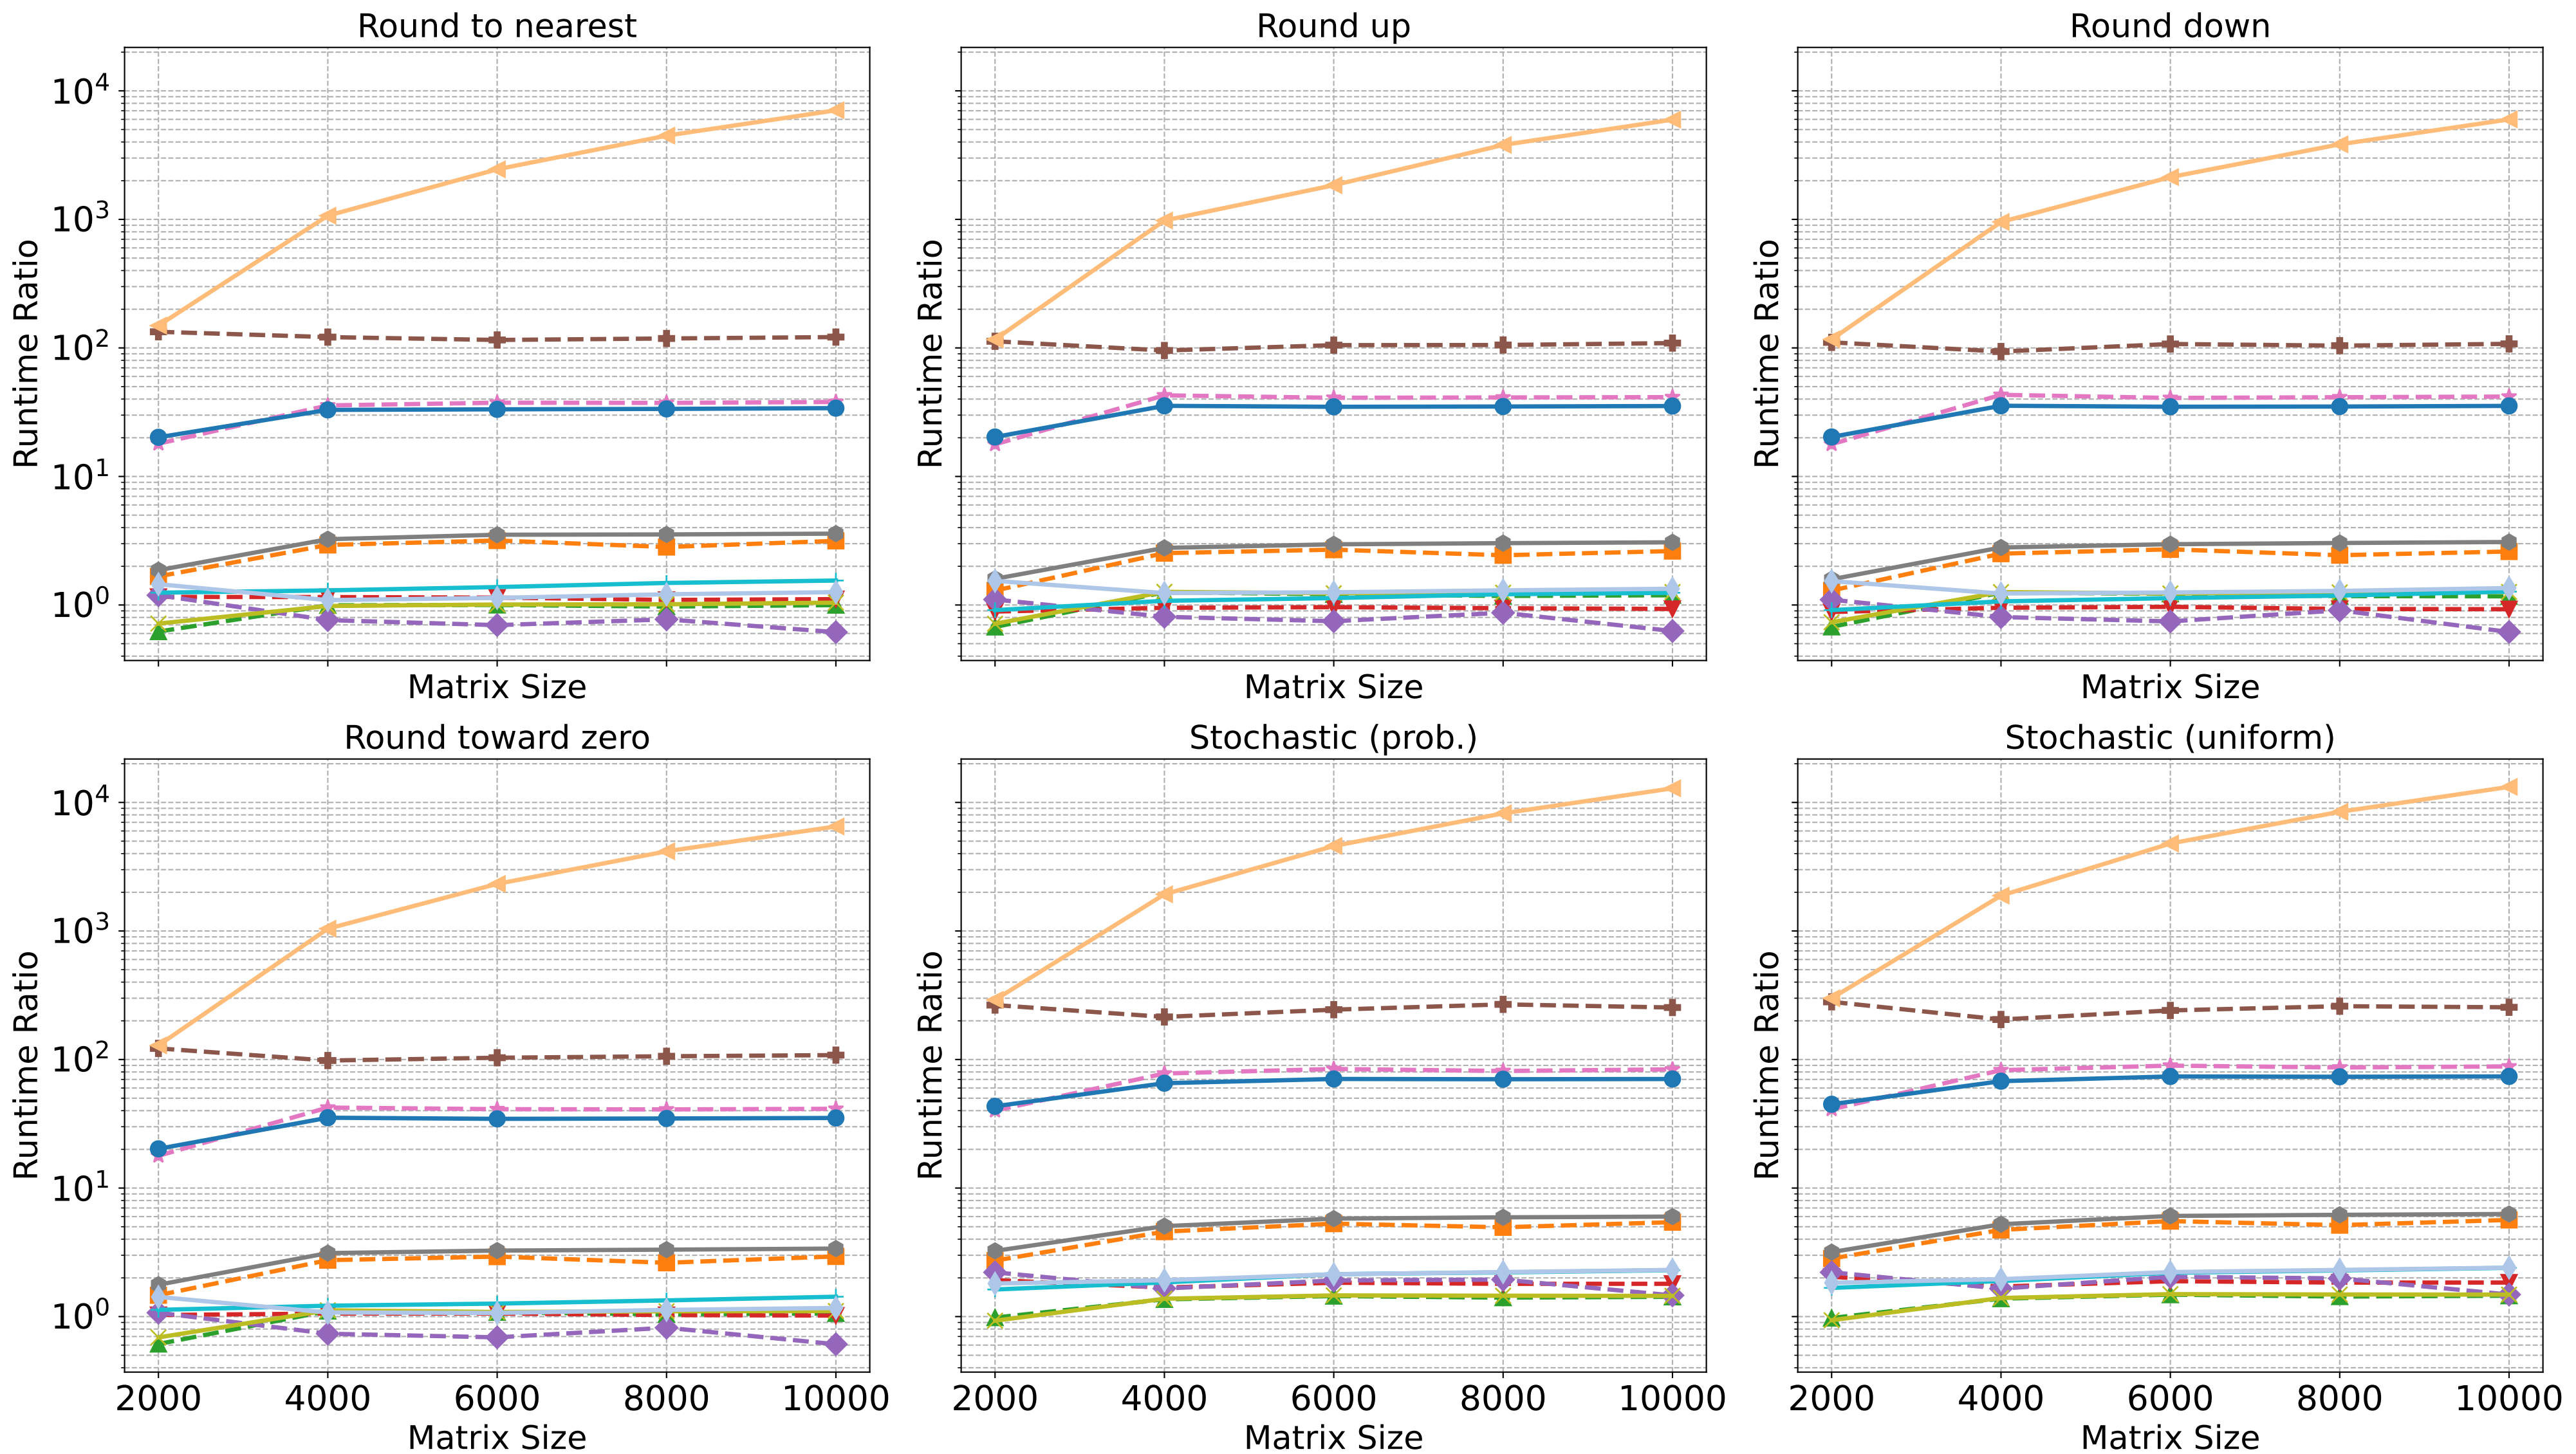 Round to nearest
Round up
Round down
10^4
10^3
10^2
10^1
10^0
Runtime Ratio
Runtime Ratio
Runtime Ratio
Matrix Size
Matrix Size
Matrix Size
Round toward zero
Stochastic (prob.)
Stochastic (uniform)
10^4
10^3
10^2
10^1
10^0
Runtime Ratio
Runtime Ratio
Runtime Ratio
2000 4000 6000 8000 10000
2000 4000 6000 8000 10000
2000 4000 6000 8000 10000
Matrix Size
Matrix Size
Matrix Size